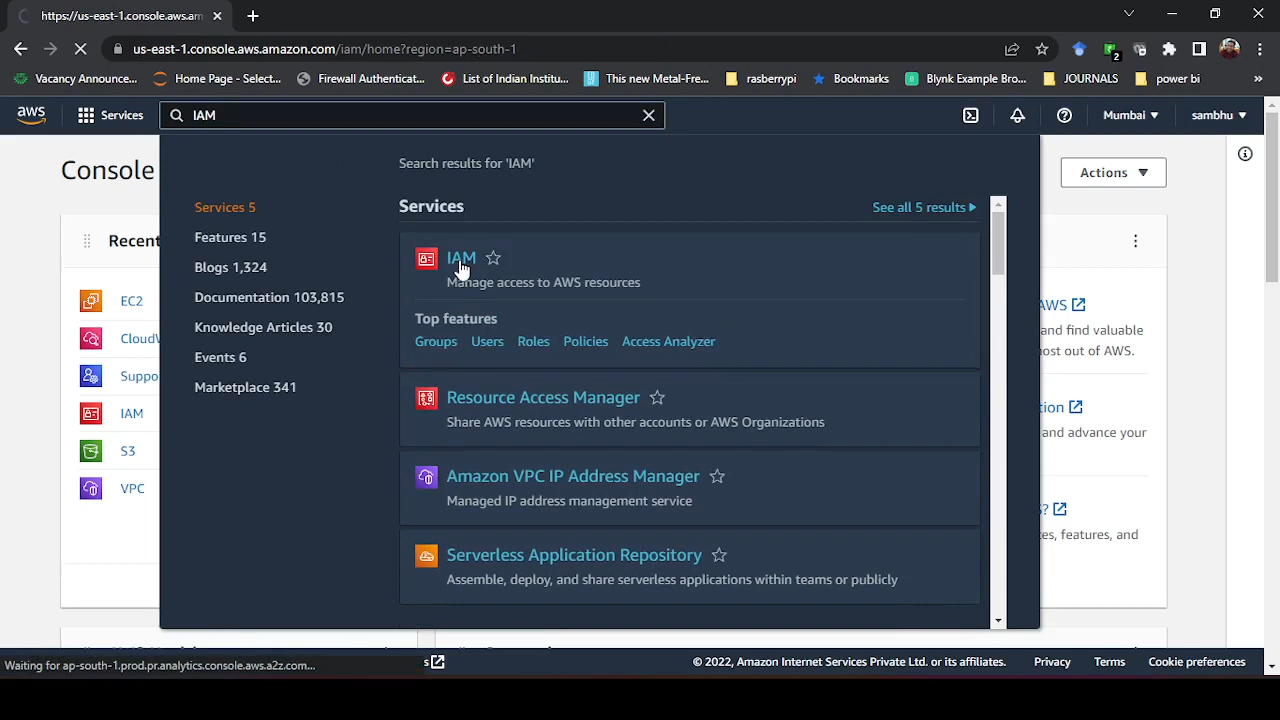 https://us-east-1.console.aws.am
us-east-1.console.aws.amazon.com/iam/home?region=ap-south-1
2
Vacancy Announce... Home Page - Select... Firewall Authenticat... List of Indian Institu... This new Metal-Fre... rasberrypi Bookmarks Blynk Example Bro... JOURNALS power bi »
aws Services IAM Mumbai sambhu
Console
Actions
Search results for 'IAM'
Services 5
Features 15
Blogs 1,324
Documentation 103,815
Knowledge Articles 30
Events 6
Marketplace 341
Services
See all 5 results
IAM
Manage access to AWS resources
Top features
Groups Users Roles Policies Access Analyzer
Resource Access Manager
Share AWS resources with other accounts or AWS Organizations
Amazon VPC IP Address Manager
Managed IP address management service
Serverless Application Repository
Assemble, deploy, and share serverless applications within teams or publicly
Recent
EC2
CloudW
Suppo
IAM
S3
VPC
AWS
and find valuable
nost out of AWS.
tion
and advance your
s?
es, features, and
Waiting for ap-south-1.prod.pr.analytics.console.aws.a2z.com...
s
© 2022, Amazon Internet Services Private Ltd. or its affiliates. Privacy Terms Cookie preferences